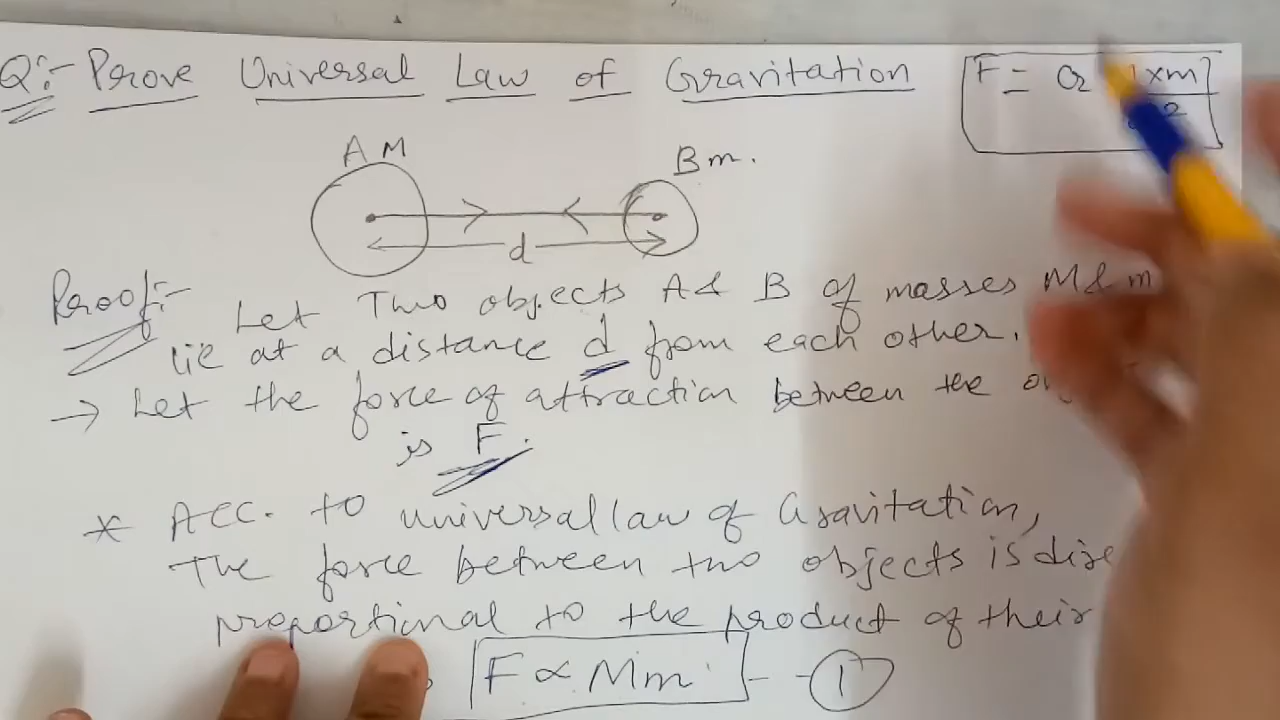 Q:- Prove Universal Law of Gravitation
F = G
A M
B m.
d
Proof:-
Let Two objects A & B of masses M & m
lie at a distance d from each other.
→ Let the force of attraction between the
is F.
* Acc. to universal law of Gravitation,
The force between two objects is
proportional to the product of their
F ∝ Mm - - 1